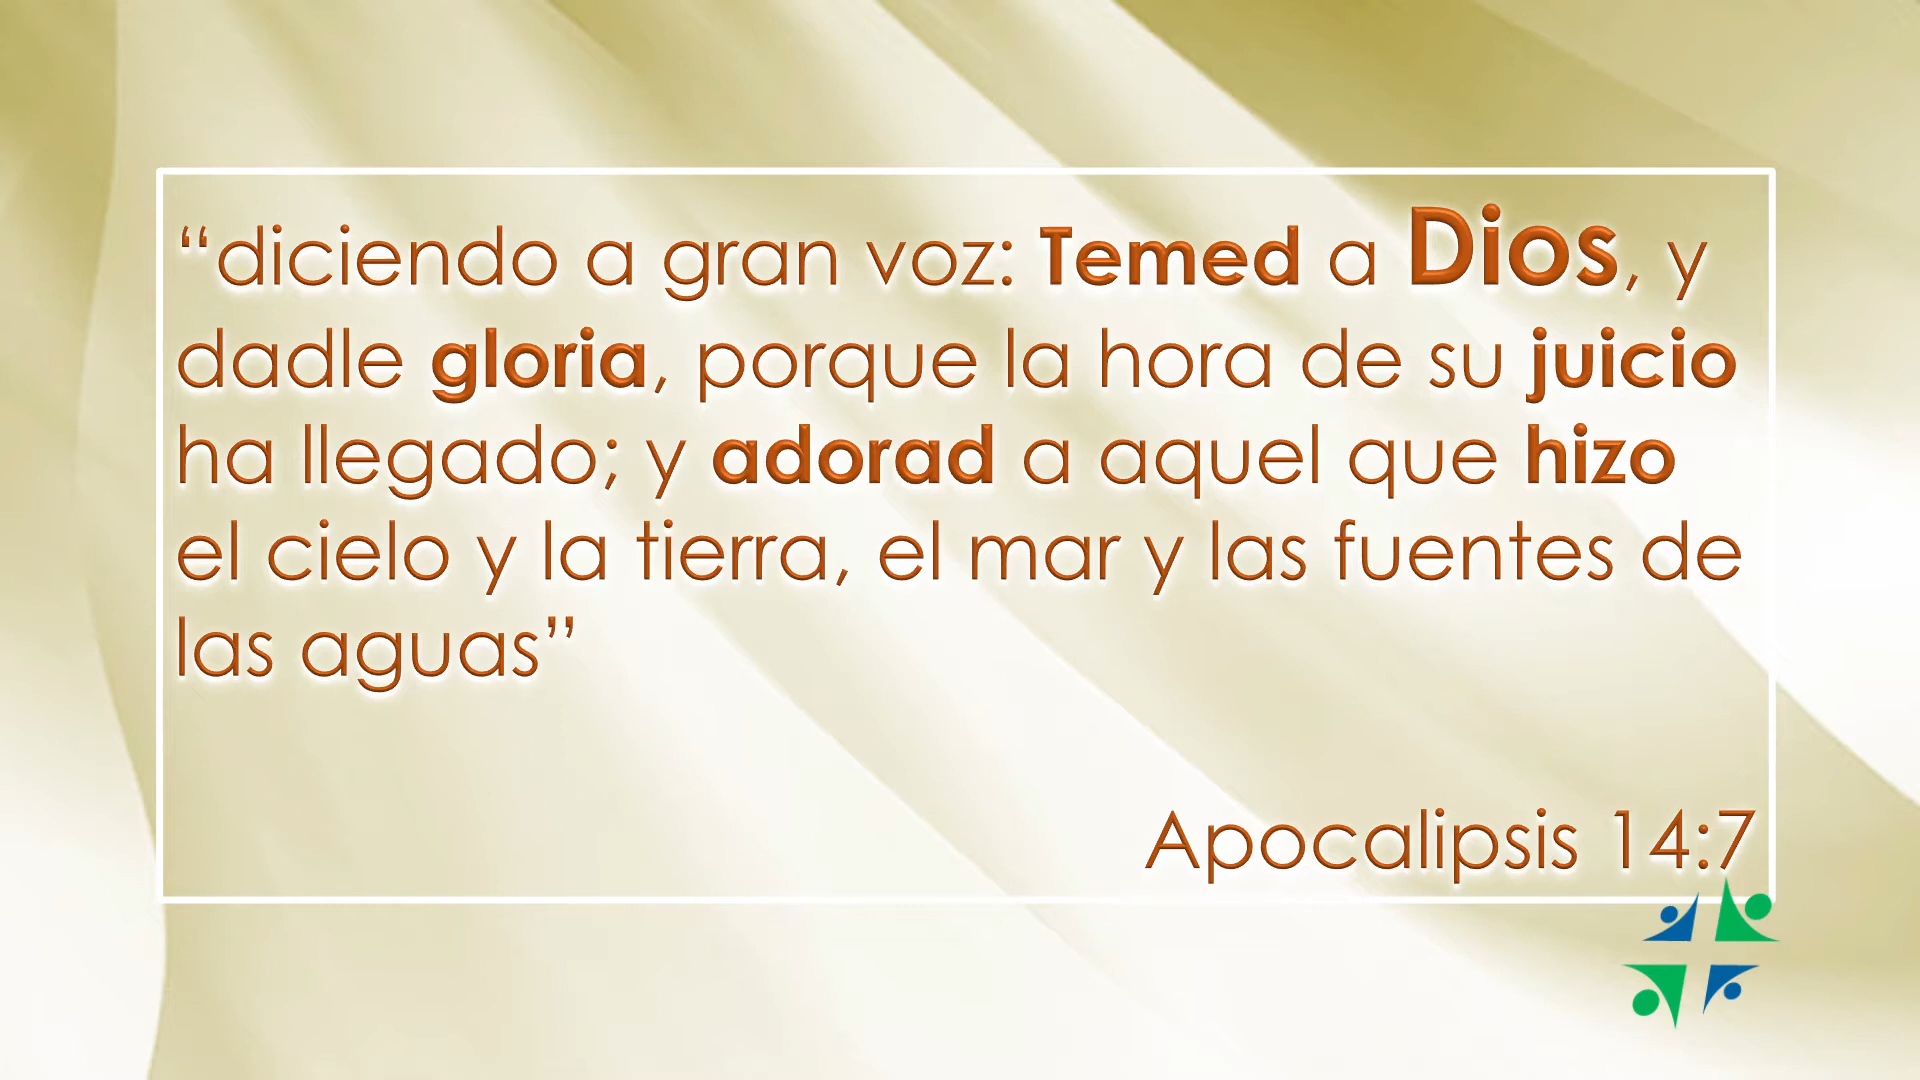 “diciendo a gran voz: Temed a Dios, y
dadle gloria, porque la hora de su juicio
ha llegado; y adorad a aquel que hizo
el cielo y la tierra, el mar y las fuentes de
las aguas”
Apocalipsis 14:7